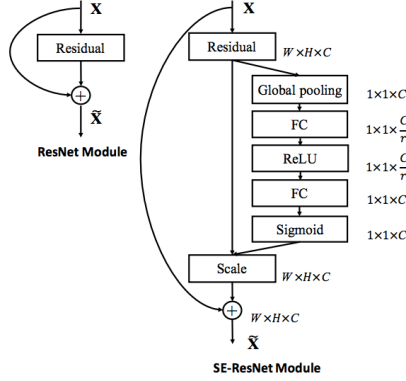 X
Residual
+
X̃
ResNet Module
X
Residual
W×H×C
Global pooling
1×1×C
FC
1×1×C/r
ReLU
1×1×C/r
FC
1×1×C
Sigmoid
1×1×C
Scale
W×H×C
+
W×H×C
X̃
SE-ResNet Module